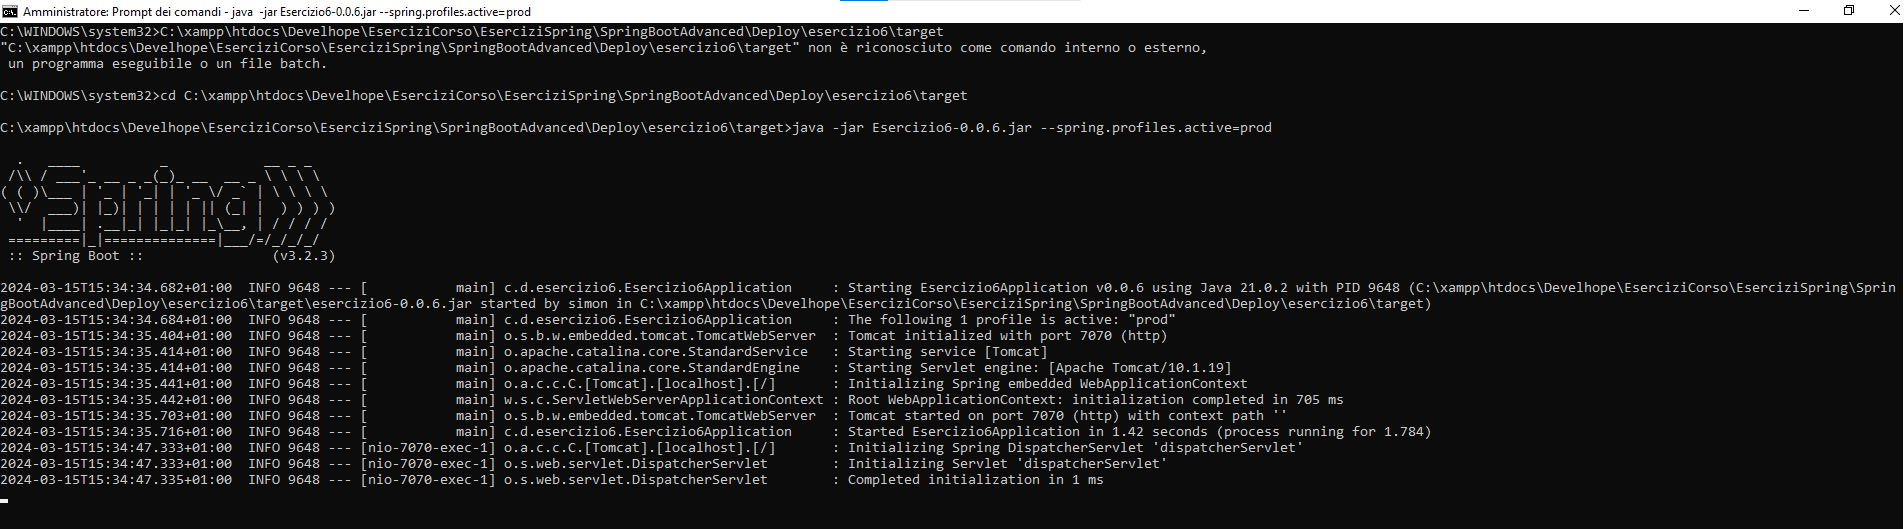 Amministratore: Prompt dei comandi - java  -jar Esercizio6-0.0.6.jar --spring.profiles.active=prod
C:\WINDOWS\system32>C:\xampp\htdocs\Develhope\EserciziCorso\EserciziSpring\SpringBootAdvanced\Deploy\esercizio6\target
"C:\xampp\htdocs\Develhope\EserciziCorso\EserciziSpring\SpringBootAdvanced\Deploy\esercizio6\target" non è riconosciuto come comando interno o esterno,
 un programma eseguibile o un file batch.
C:\WINDOWS\system32>cd C:\xampp\htdocs\Develhope\EserciziCorso\EserciziSpring\SpringBootAdvanced\Deploy\esercizio6\target
C:\xampp\htdocs\Develhope\EserciziCorso\EserciziSpring\SpringBootAdvanced\Deploy\esercizio6\target>java -jar Esercizio6-0.0.6.jar --spring.profiles.active=prod
  .   ____          _            __ _ _
 /\\ / ___'_ __ _ _(_)_ __  __ _ \ \ \ \
( ( )\___ | '_ | '_| | '_ \/ _` | \ \ \ \
 \\/  ___)| |_)| | | | | || (_| |  ) ) ) )
  '  |____| .__|_| |_|_| |_\__, | / / / /
 =========|_|==============|___/=/_/_/_/
 :: Spring Boot ::                (v3.2.3)
2024-03-15T15:34:34.682+01:00  INFO 9648 --- [           main] c.d.esercizio6.Esercizio6Application     : Starting Esercizio6Application v0.0.6 using Java 21.0.2 with PID 9648 (C:\xampp\htdocs\Develhope\EserciziCorso\EserciziSpring\Sprin
gBootAdvanced\Deploy\esercizio6\target\esercizio6-0.0.6.jar started by simon in C:\xampp\htdocs\Develhope\EserciziCorso\EserciziSpring\SpringBootAdvanced\Deploy\esercizio6\target)
2024-03-15T15:34:34.684+01:00  INFO 9648 --- [           main] c.d.esercizio6.Esercizio6Application     : The following 1 profile is active: "prod"
2024-03-15T15:34:35.404+01:00  INFO 9648 --- [           main] o.s.b.w.embedded.tomcat.TomcatWebServer  : Tomcat initialized with port 7070 (http)
2024-03-15T15:34:35.414+01:00  INFO 9648 --- [           main] o.apache.catalina.core.StandardService   : Starting service [Tomcat]
2024-03-15T15:34:35.414+01:00  INFO 9648 --- [           main] o.apache.catalina.core.StandardEngine    : Starting Servlet engine: [Apache Tomcat/10.1.19]
2024-03-15T15:34:35.441+01:00  INFO 9648 --- [           main] o.a.c.c.C.[Tomcat].[localhost].[/]       : Initializing Spring embedded WebApplicationContext
2024-03-15T15:34:35.442+01:00  INFO 9648 --- [           main] w.s.c.ServletWebServerApplicationContext : Root WebApplicationContext: initialization completed in 705 ms
2024-03-15T15:34:35.703+01:00  INFO 9648 --- [           main] o.s.b.w.embedded.tomcat.TomcatWebServer  : Tomcat started on port 7070 (http) with context path ''
2024-03-15T15:34:35.716+01:00  INFO 9648 --- [           main] c.d.esercizio6.Esercizio6Application     : Started Esercizio6Application in 1.42 seconds (process running for 1.784)
2024-03-15T15:34:47.333+01:00  INFO 9648 --- [nio-7070-exec-1] o.a.c.c.C.[Tomcat].[localhost].[/]       : Initializing Spring DispatcherServlet 'dispatcherServlet'
2024-03-15T15:34:47.333+01:00  INFO 9648 --- [nio-7070-exec-1] o.s.web.servlet.DispatcherServlet        : Initializing Servlet 'dispatcherServlet'
2024-03-15T15:34:47.335+01:00  INFO 9648 --- [nio-7070-exec-1] o.s.web.servlet.DispatcherServlet        : Completed initialization in 1 ms